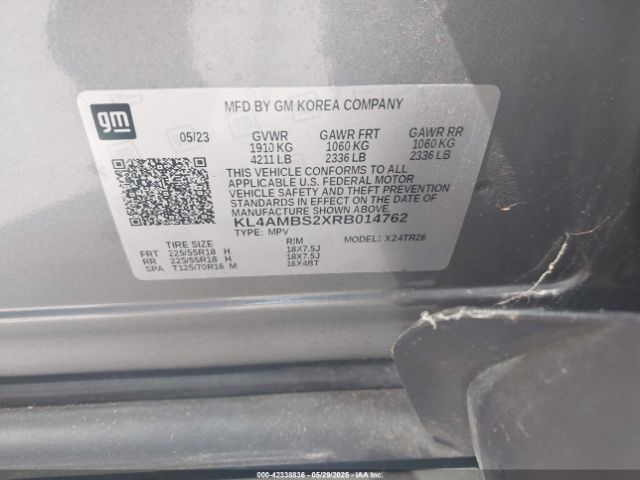 MFD BY GM KOREA COMPANY
gm
05/23 GVWR GAWR FRT GAWR RR
1910 KG 1060 KG 1060 KG
4211 LB 2336 LB 2336 LB
THIS VEHICLE CONFORMS TO ALL
APPLICABLE U.S. FEDERAL MOTOR
VEHICLE SAFETY AND THEFT PREVENTION
STANDARDS IN EFFECT ON THE DATE OF
MANUFACTURE SHOWN ABOVE.
KL4AMBS2XRB014762
TYPE: MPV MODEL: X24TR26
TIRE SIZE RIM
FRT 225/55R18 H 18X7.5J
RR 225/55R18 H 18X7.5J
SPA T125/70R16 M 16X4BT
000-42338836 - 05/29/2025 - IAAI.COM